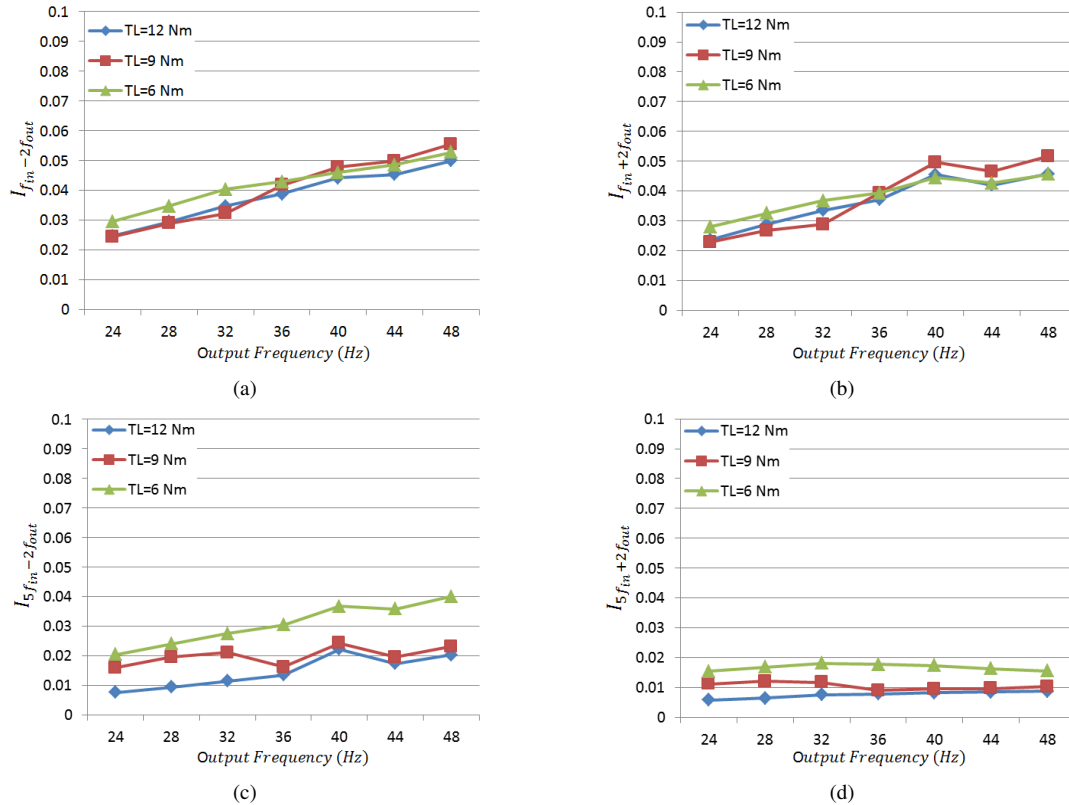 0.1
0.09
0.08
0.07
0.06
0.05
0.04
0.03
0.02
0.01
0
TL=12 Nm
TL=9 Nm
TL=6 Nm
I_{f_{in}-2f_{out}}
24 28 32 36 40 44 48
Output Frequency (Hz)
(a)
0.1
0.09
0.08
0.07
0.06
0.05
0.04
0.03
0.02
0.01
0
TL=12 Nm
TL=9 Nm
TL=6 Nm
I_{f_{in}+2f_{out}}
24 28 32 36 40 44 48
Output Frequency (Hz)
(b)
0.1
0.09
0.08
0.07
0.06
0.05
0.04
0.03
0.02
0.01
0
TL=12 Nm
TL=9 Nm
TL=6 Nm
I_{5f_{in}-2f_{out}}
24 28 32 36 40 44 48
Output Frequency (Hz)
(c)
0.1
0.09
0.08
0.07
0.06
0.05
0.04
0.03
0.02
0.01
0
TL=12 Nm
TL=9 Nm
TL=6 Nm
I_{5f_{in}+2f_{out}}
24 28 32 36 40 44 48
Output Frequency (Hz)
(d)